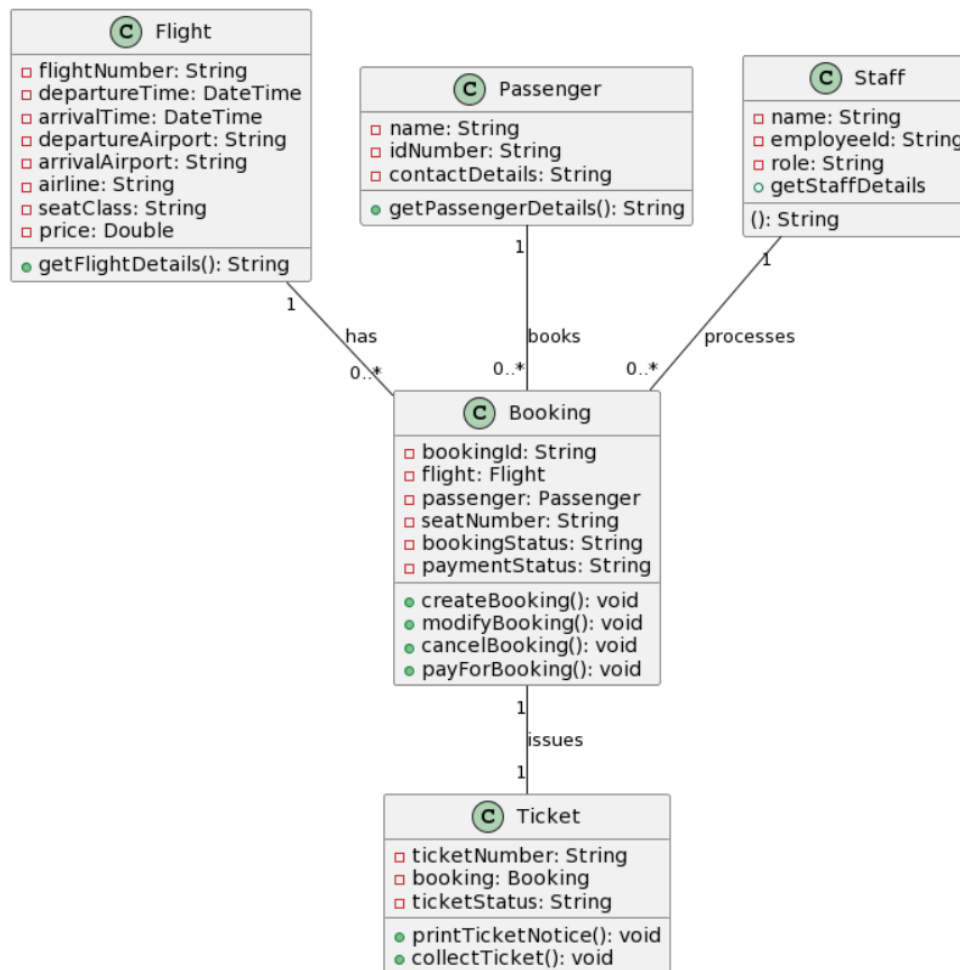 C Flight
flightNumber: String
departureTime: DateTime
arrivalTime: DateTime
departureAirport: String
arrivalAirport: String
airline: String
seatClass: String
price: Double
getFlightDetails(): String
C Passenger
name: String
idNumber: String
contactDetails: String
getPassengerDetails(): String
C Staff
name: String
employeeId: String
role: String
getStaffDetails
(): String
1
has
0..*
1
books
0..*
1
processes
0..*
C Booking
bookingId: String
flight: Flight
passenger: Passenger
seatNumber: String
bookingStatus: String
paymentStatus: String
createBooking(): void
modifyBooking(): void
cancelBooking(): void
payForBooking(): void
1
issues
1
C Ticket
ticketNumber: String
booking: Booking
ticketStatus: String
printTicketNotice(): void
collectTicket(): void